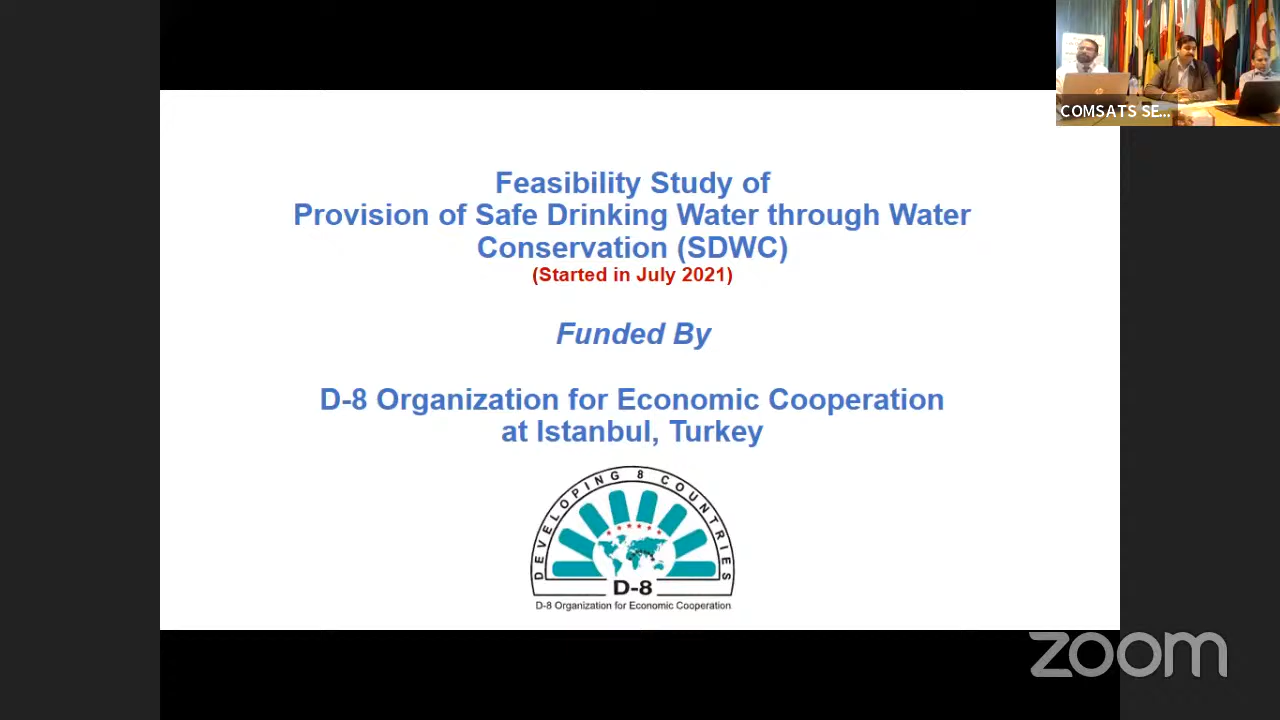 COMSATS SE...
Feasibility Study of
Provision of Safe Drinking Water through Water
Conservation (SDWC)
(Started in July 2021)
Funded By
D-8 Organization for Economic Cooperation
at Istanbul, Turkey
DEVELOPING 8 COUNTRIES
D-8
D-8 Organization for Economic Cooperation
zoom